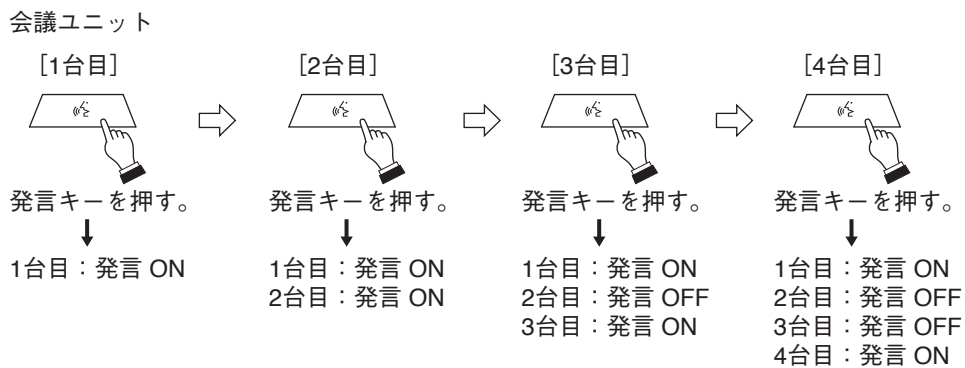 会議ユニット
[1台目]
[2台目]
[3台目]
[4台目]
発言キーを押す。
発言キーを押す。
発言キーを押す。
発言キーを押す。
1台目：発言 ON
1台目：発言 ON
2台目：発言 ON
1台目：発言 ON
2台目：発言 OFF
3台目：発言 ON
1台目：発言 ON
2台目：発言 OFF
3台目：発言 OFF
4台目：発言 ON